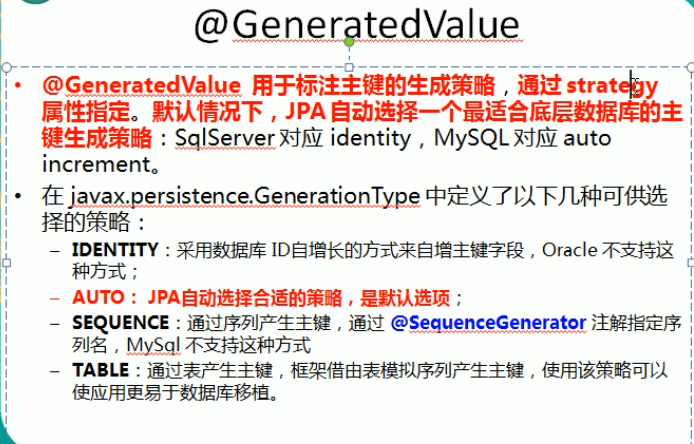 @GeneratedValue
• @GeneratedValue 用于标注主键的生成策略，通过 strategy
属性指定。默认情况下，JPA 自动选择一个最适合底层数据库的主
键生成策略：SqlServer 对应 identity，MySQL 对应 auto
increment。
• 在 javax.persistence.GenerationType 中定义了以下几种可供选
择的策略：
– IDENTITY：采用数据库 ID自增长的方式来自增主键字段，Oracle 不支持这
种方式；
– AUTO： JPA自动选择合适的策略，是默认选项；
– SEQUENCE：通过序列产生主键，通过 @SequenceGenerator 注解指定序
列名，MySql 不支持这种方式
– TABLE：通过表产生主键，框架借由表模拟序列产生主键，使用该策略可以
使应用更易于数据库移植。